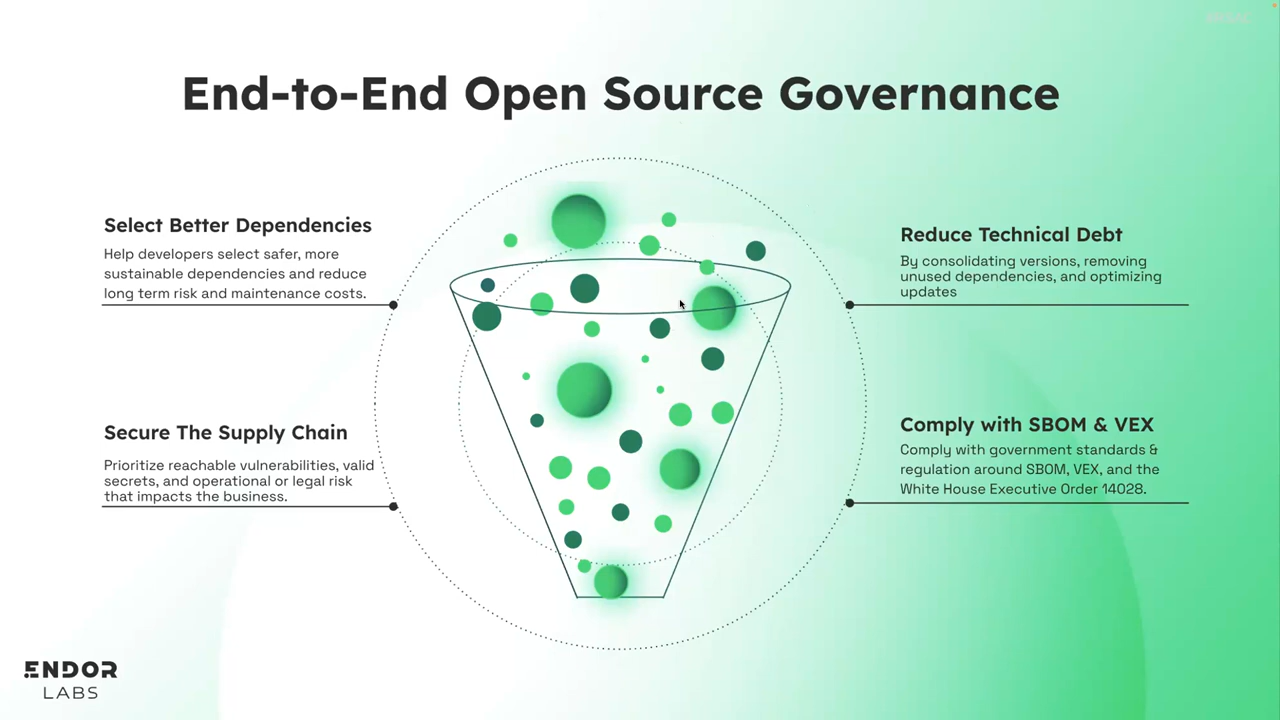 End-to-End Open Source Governance
Select Better Dependencies
Help developers select safer, more
sustainable dependencies and reduce
long term risk and maintenance costs.
Secure The Supply Chain
Prioritize reachable vulnerabilities, valid
secrets, and operational or legal risk
that impacts the business.
Reduce Technical Debt
By consolidating versions, removing
unused dependencies, and optimizing
updates
Comply with SBOM & VEX
Comply with government standards &
regulation around SBOM, VEX, and the
White House Executive Order 14028.
ENDOR
LABS